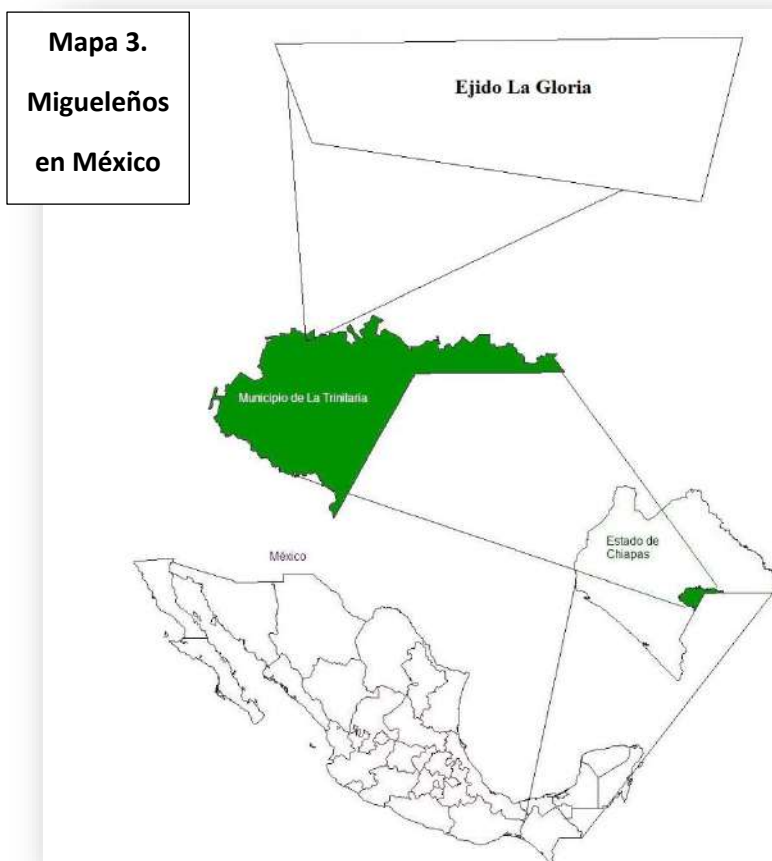 Mapa 3.
Migueleños
en México
Ejido La Gloria
Municipio de La Trinitaria
Estado de
Chiapas
México